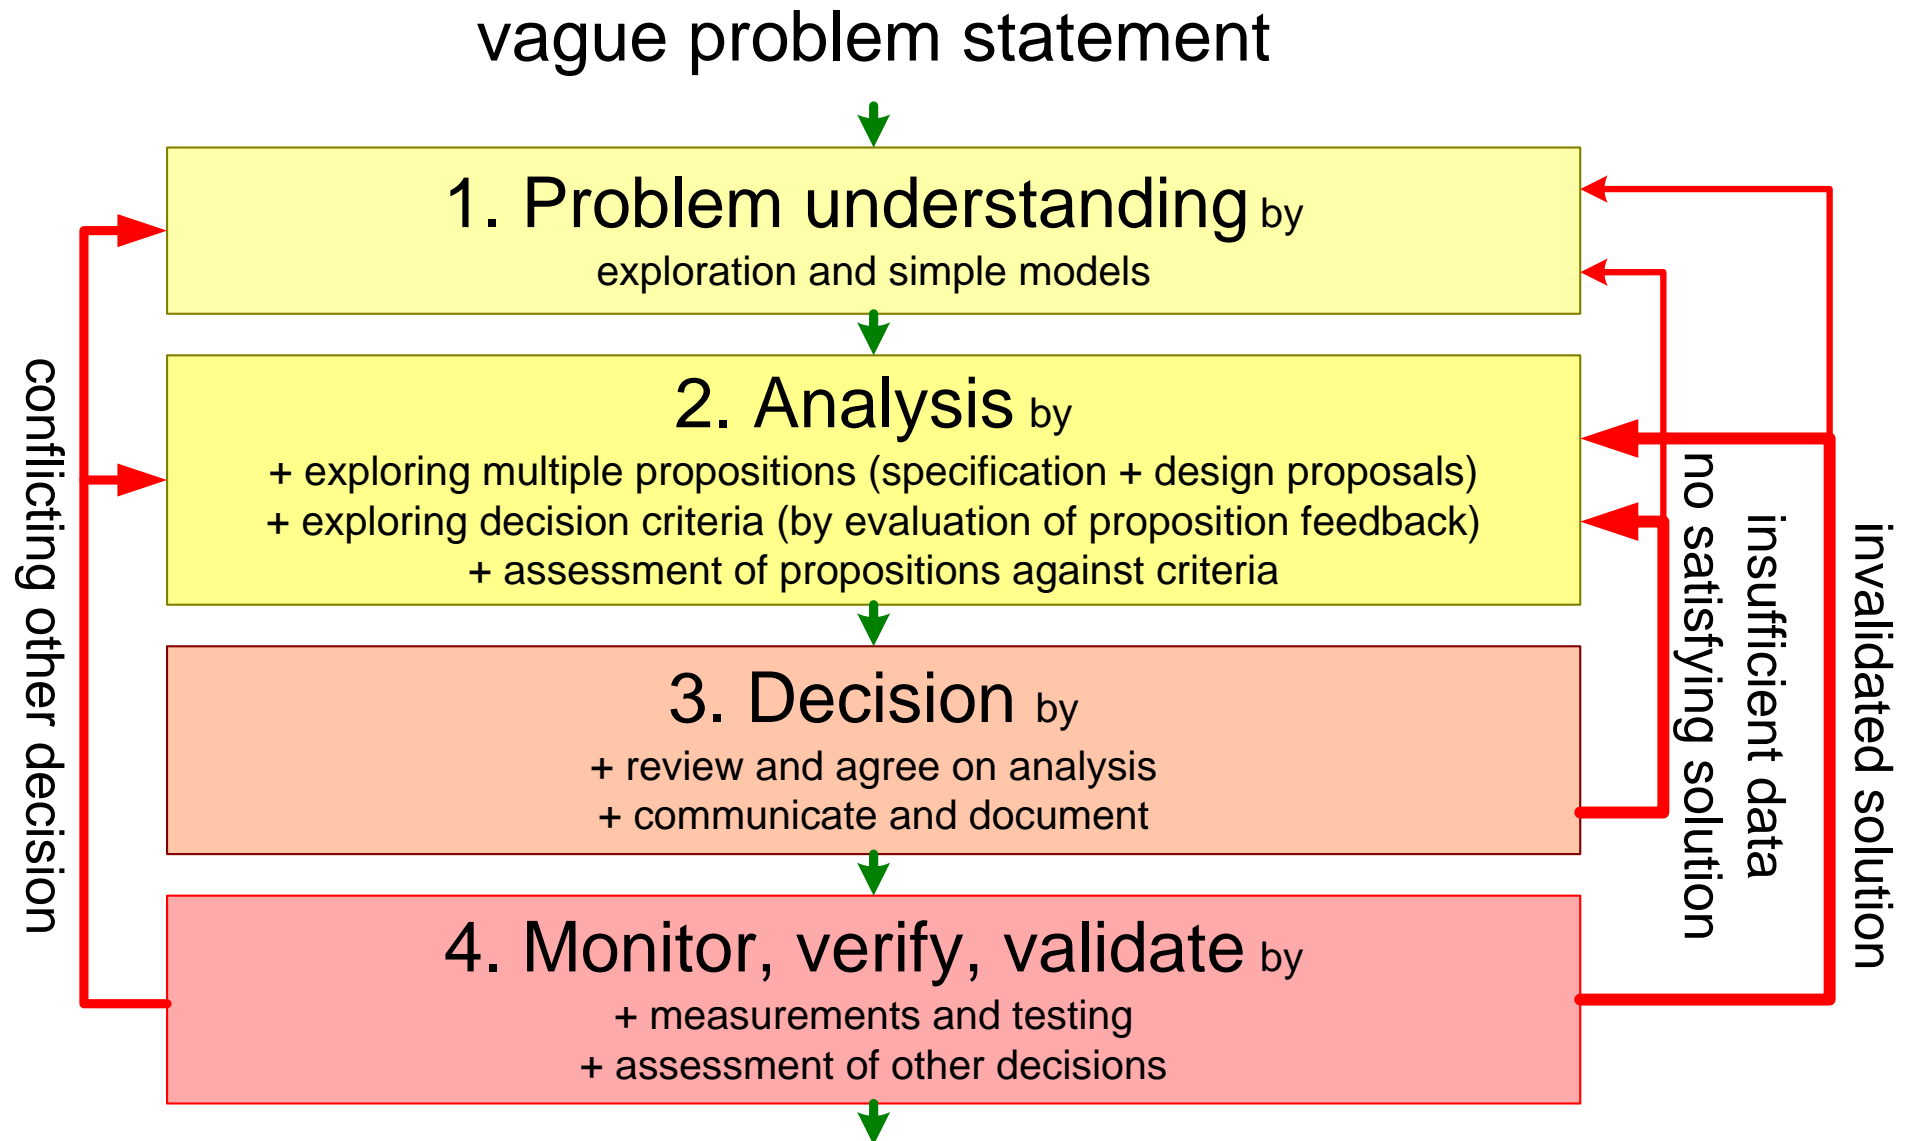 vague problem statement
1. Problem understanding by
exploration and simple models
2. Analysis by
+ exploring multiple propositions (specification + design proposals)
+ exploring decision criteria (by evaluation of proposition feedback)
+ assessment of propositions against criteria
3. Decision by
+ review and agree on analysis
+ communicate and document
4. Monitor, verify, validate by
+ measurements and testing
+ assessment of other decisions
conflicting other decision
insufficient data
no satisfying solution
invalidated solution